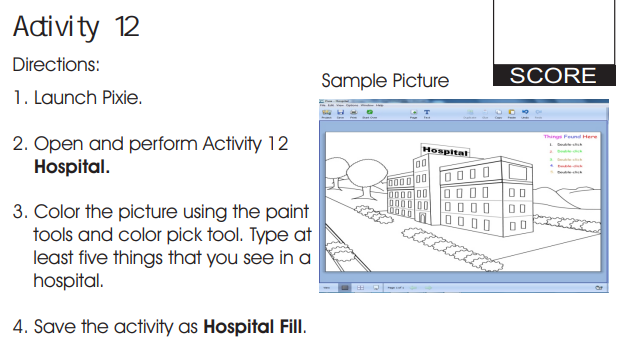 Activity 12
SCORE
Directions:
Sample Picture
1. Launch Pixie.
2. Open and perform Activity 12
Hospital.
3. Color the picture using the paint
tools and color pick tool. Type at
least five things that you see in a
hospital.
4. Save the activity as Hospital Fill.
Hospital
Things Found Here
1. Double click
2. Double click
3. Double click
4. Double click
5. Double click